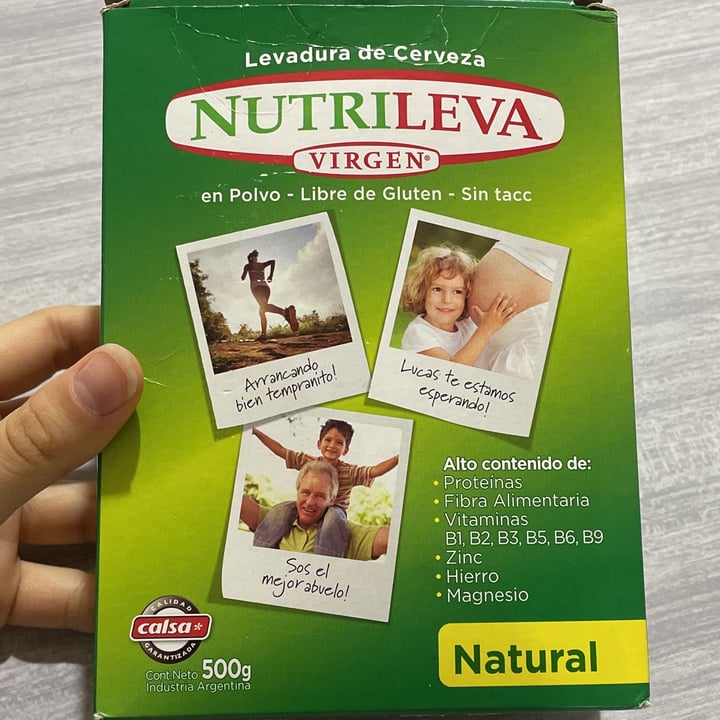 Levadura de Cerveza
NUTRILEVA
VIRGEN®
en Polvo - Libre de Gluten - Sin tacc
Arrancando
bien tempranito!
Lucas te estamos
esperando!
Sos el
mejor abuelo!
Alto contenido de:
• Proteínas
• Fibra Alimentaria
• Vitaminas
B1, B2, B3, B5, B6, B9
• Zinc
• Hierro
• Magnesio
CALIDAD
calsa*
GARANTIZADA
Cont. Neto 500g
Industria Argentina
Natural